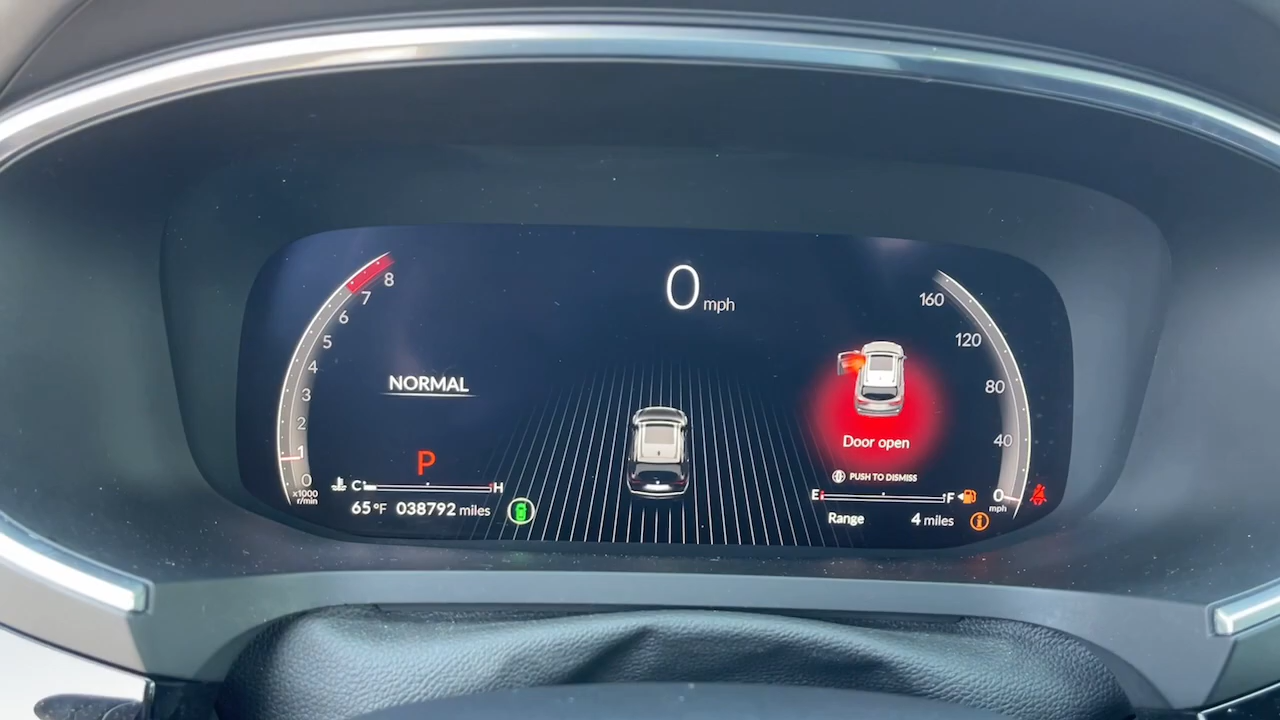 0 mph
8
7
6
5
4
3
2
1
0
x1000
r/min
NORMAL
P
C H
65°F 038792 miles
160
120
80
40
0
mph
Door open
PUSH TO DISMISS
E F
Range 4 miles
i